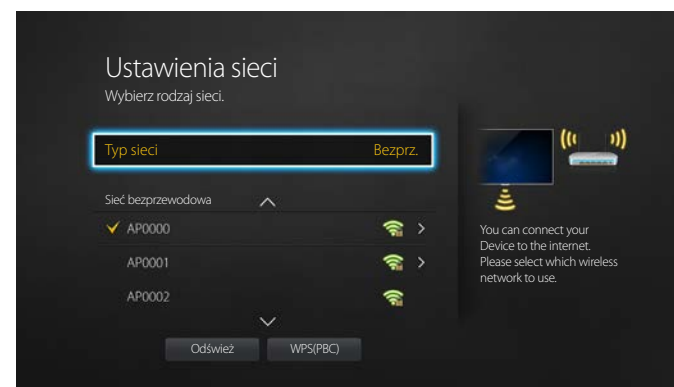 Ustawienia sieci
Wybierz rodzaj sieci.
Typ sieci Bezprz.
Sieć bezprzewodowa
AP0000
AP0001
AP0002
Odśwież WPS(PBC)
You can connect your
Device to the internet.
Please select which wireless
network to use.